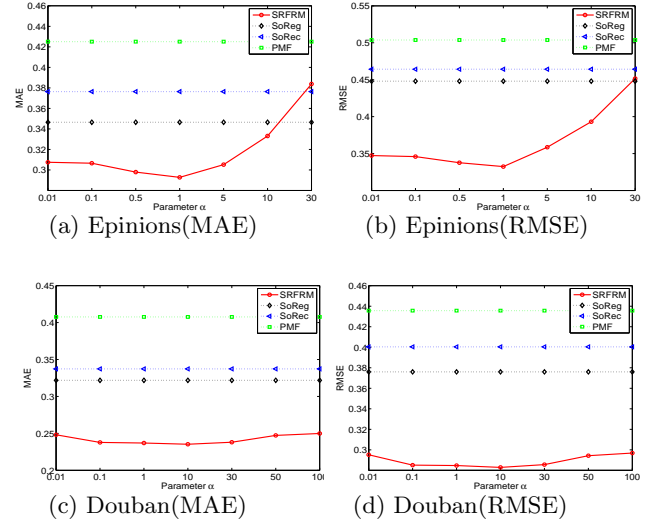 0.46
0.44
0.42
0.4
0.38
0.36
0.34
0.32
0.3
0.28
MAE
SRFRM
SoReg
SoRec
PMF
0.01 0.1 0.5 1 5 10 30
Parameter α
(a) Epinions(MAE)
0.55
0.5
0.45
0.35
RMSE
SRFRM
SoReg
SoRec
PMF
0.01 0.1 0.5 1 5 10 30
Parameter α
(b) Epinions(RMSE)
0.45
0.4
0.35
0.3
0.25
0.2
MAE
SRFRM
SoReg
SoRec
PMF
0.01 0.1 1 10 30 50 100
Parameter α
(c) Douban(MAE)
0.46
0.44
0.42
0.4
0.38
0.36
0.34
0.32
0.3
0.28
RMSE
SRFRM
SoReg
SoRec
PMF
0.01 0.1 1 10 30 50 100
Parameter α
(d) Douban(RMSE)